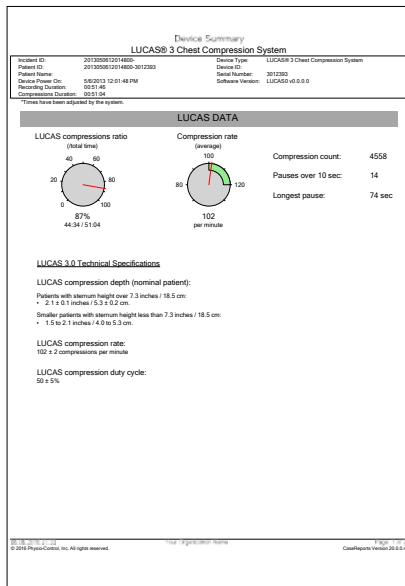 Device Summary
LUCAS® 3 Chest Compression System
Incident ID: 2013050612014800-
Patient ID: 2013050612014800-3012393
Patient Name:
Device Power On: 5/6/2013 12:01:48 PM
Recording Duration: 00:51:46
Compressions Duration: 00:51:04
Device Type: LUCAS® 3 Chest Compression System
Device ID:
Serial Number: 3012393
Software Version: LUCAS0 v0.0.0.0
*Times have been adjusted by the system.
LUCAS DATA
LUCAS compressions ratio
(/total time)
0 20 40 60 80 100
87%
44:34 / 51:04
Compression rate
(average)
80 100 120
102
per minute
Compression count: 4558
Pauses over 10 sec: 14
Longest pause: 74 sec
LUCAS 3.0 Technical Specifications
LUCAS compression depth (nominal patient):
Patients with sternum height over 7.3 inches / 18.5 cm:
• 2.1 ± 0.1 inches / 5.3 ± 0.2 cm.
Smaller patients with sternum height less than 7.3 inches / 18.5 cm:
• 1.5 to 2.1 inches / 4.0 to 5.3 cm.
LUCAS compression rate:
102 ± 2 compressions per minute
LUCAS compression duty cycle:
50 ± 5%
Your Organization Name
© 2016 Physio-Control, Inc. All rights reserved.